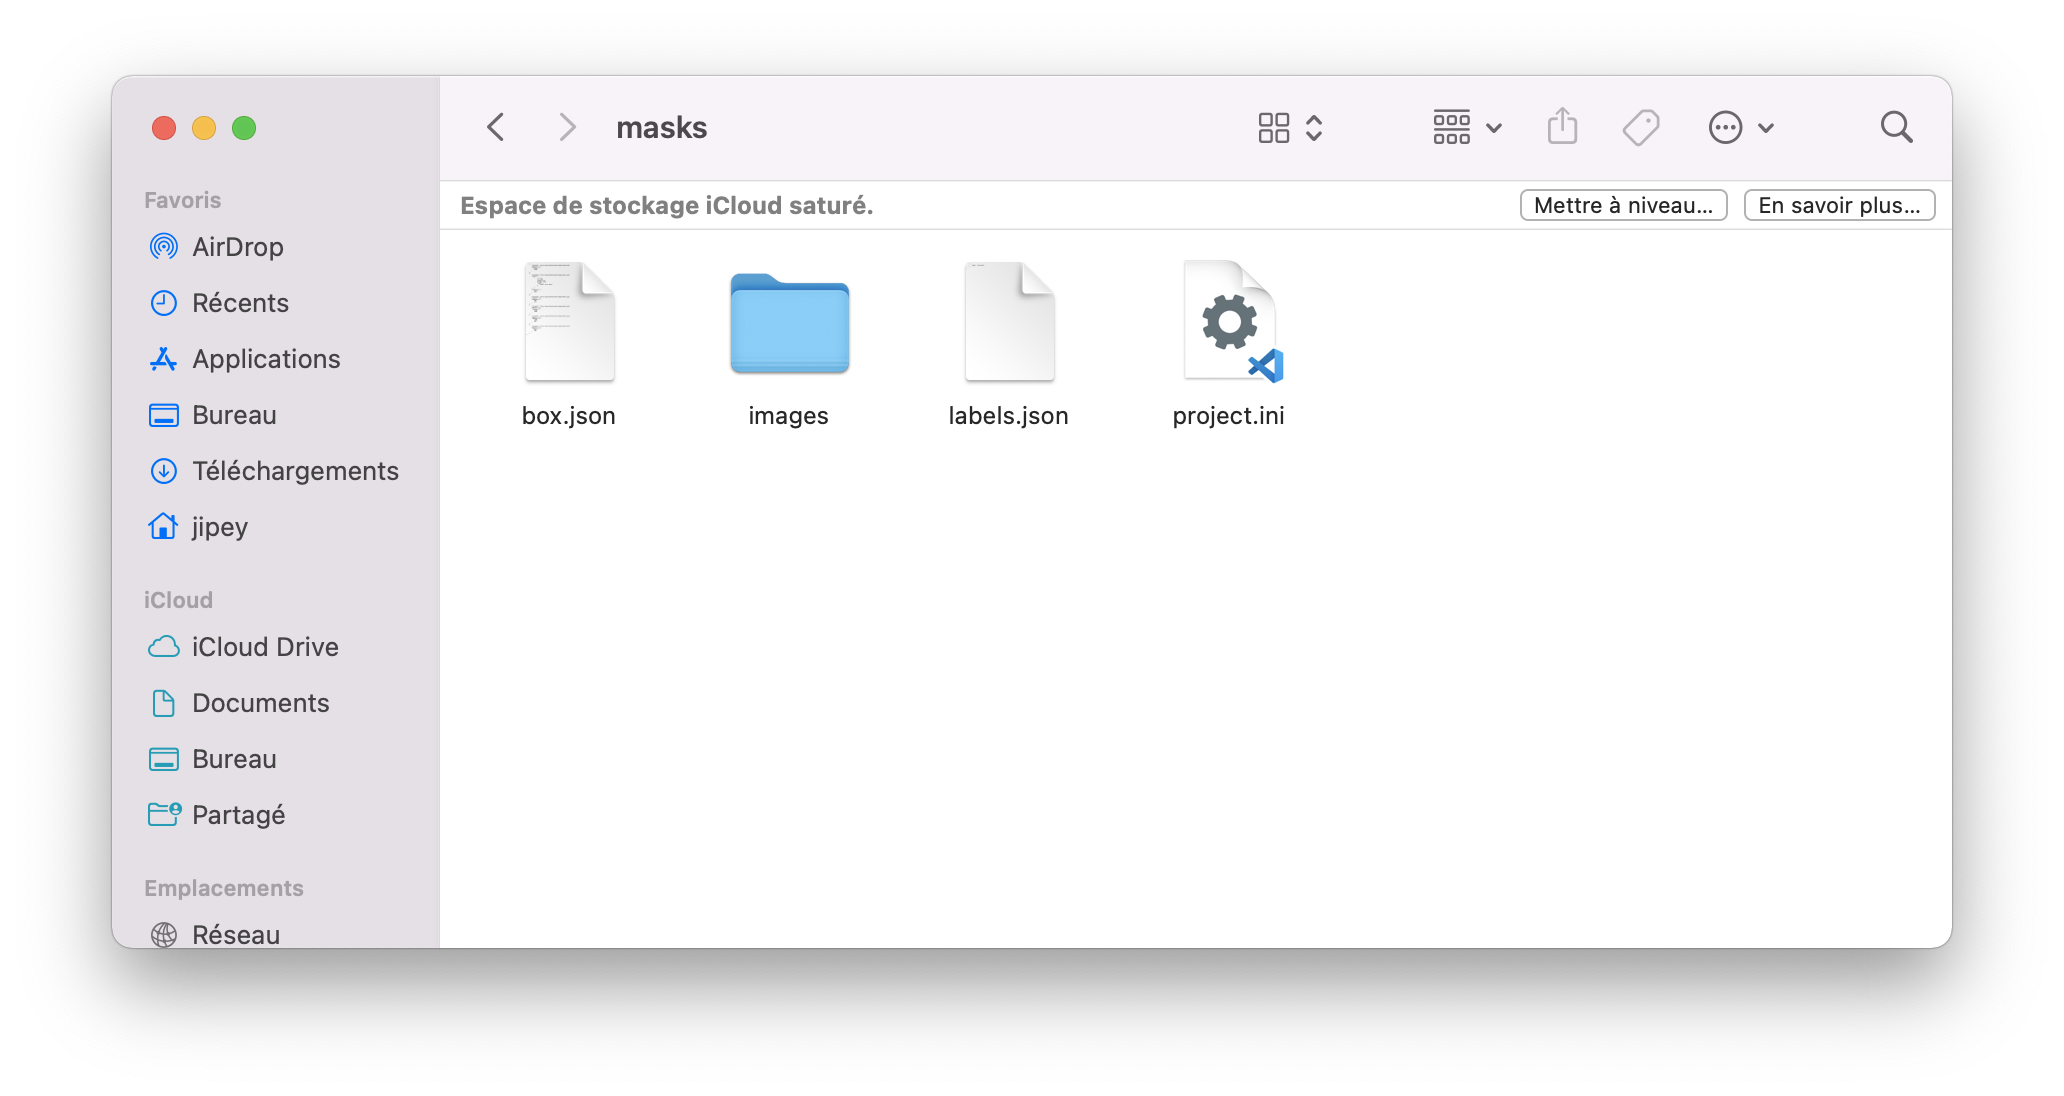 masks
Espace de stockage iCloud saturé.
Mettre à niveau...
En savoir plus...
Favoris
AirDrop
Récents
Applications
Bureau
Téléchargements
jipey
iCloud
iCloud Drive
Documents
Bureau
Partagé
Emplacements
Réseau
box.json
images
labels.json
project.ini